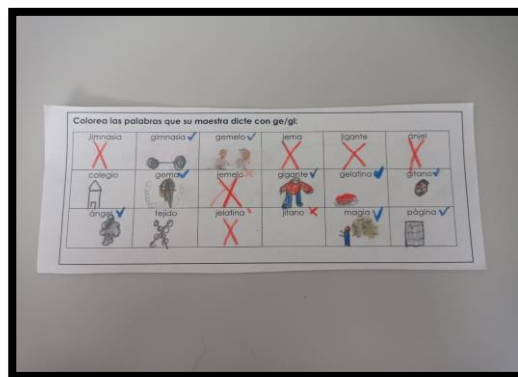 Colorea las palabras que su maestra dicte con ge/gi:
Jimnasia gimnasia gemelo jema jigante ánjel
colegio gema jemelo gigante gelatina gitano
ángel tejido jelatina jitano magia página